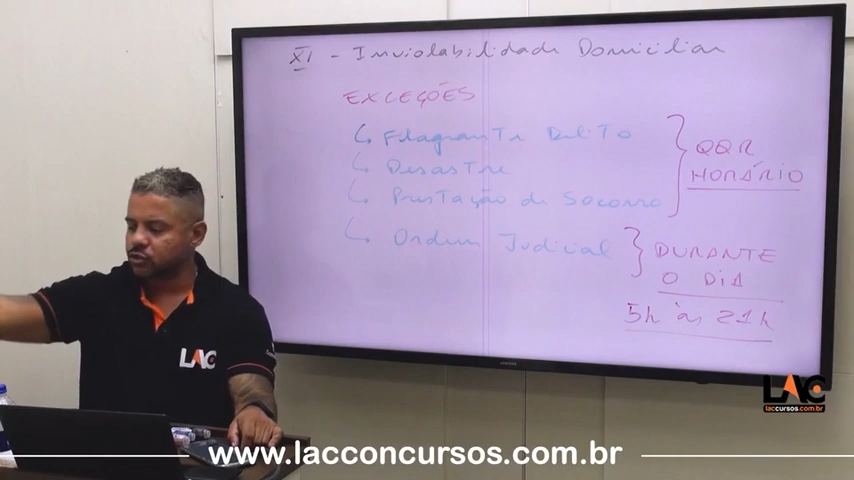 XI - Inviolabilidade Domiciliar
EXCEÇÕES
↳ Flagrante Delito
↳ Desastre
↳ Prestação de Socorro
QQR
HORÁRIO
↳ Ordem Judicial
DURANTE
O DIA
5h às 21h
LAC
LAC
laccursos.com.br
www.lacconcursos.com.br